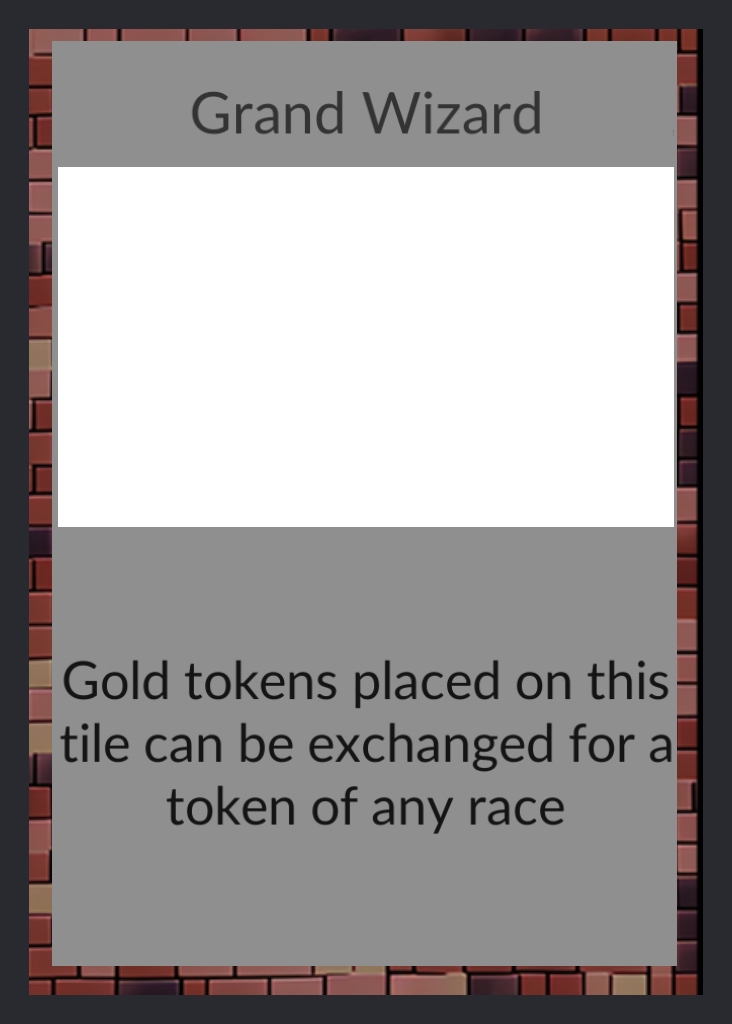 Grand Wizard
Gold tokens placed on this
tile can be exchanged for a
token of any race